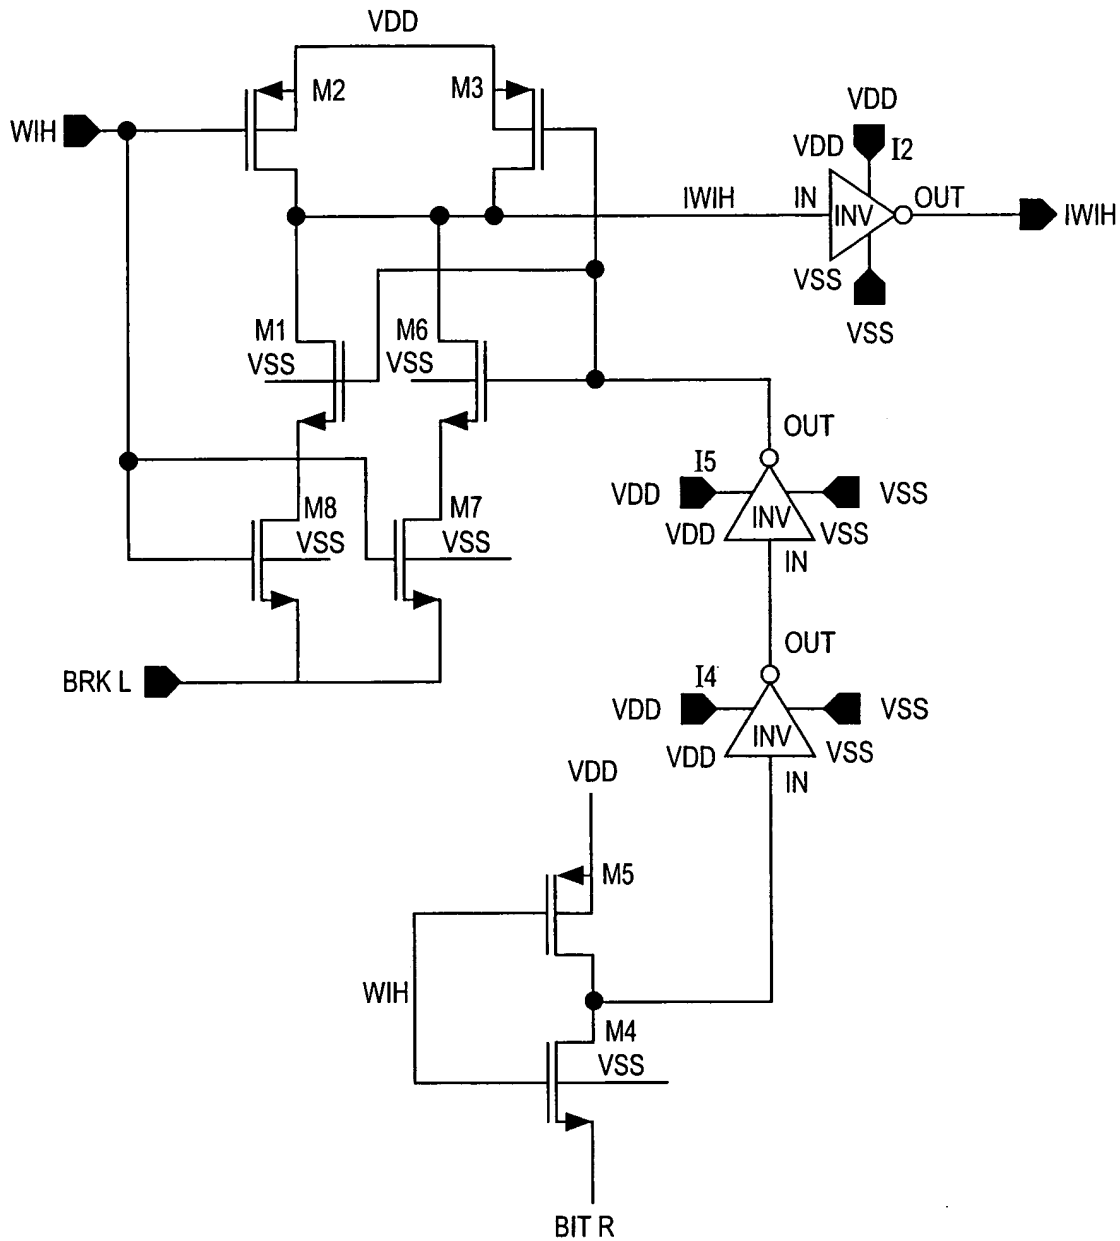 VDD
M2
M3
WIH
VDD
VDD
I2
IWIH
IN
INV
OUT
IWIH
VSS
VSS
M1
VSS
M6
VSS
OUT
I5
VDD
VDD
INV
VSS
VSS
IN
M8
VSS
M7
VSS
OUT
BRK L
I4
VDD
VDD
INV
VSS
VSS
IN
VDD
M5
WIH
M4
VSS
BIT R